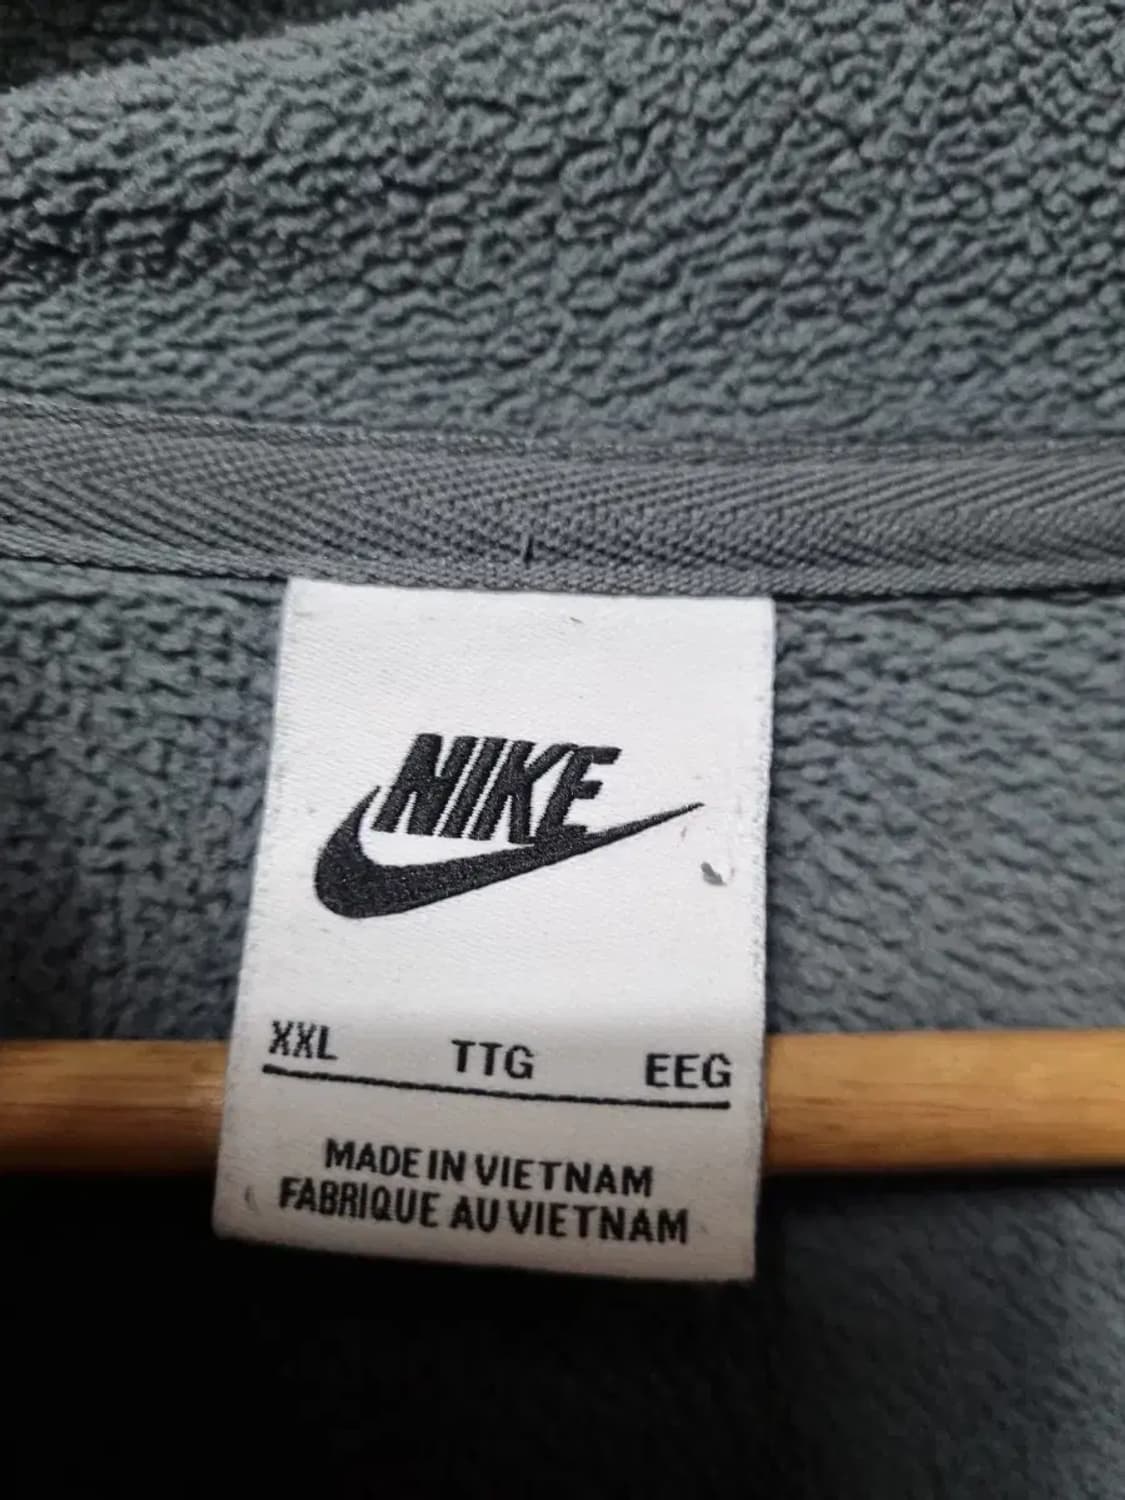 NIKE
XXL TTG EEG
MADE IN VIETNAM
FABRIQUE AU VIETNAM